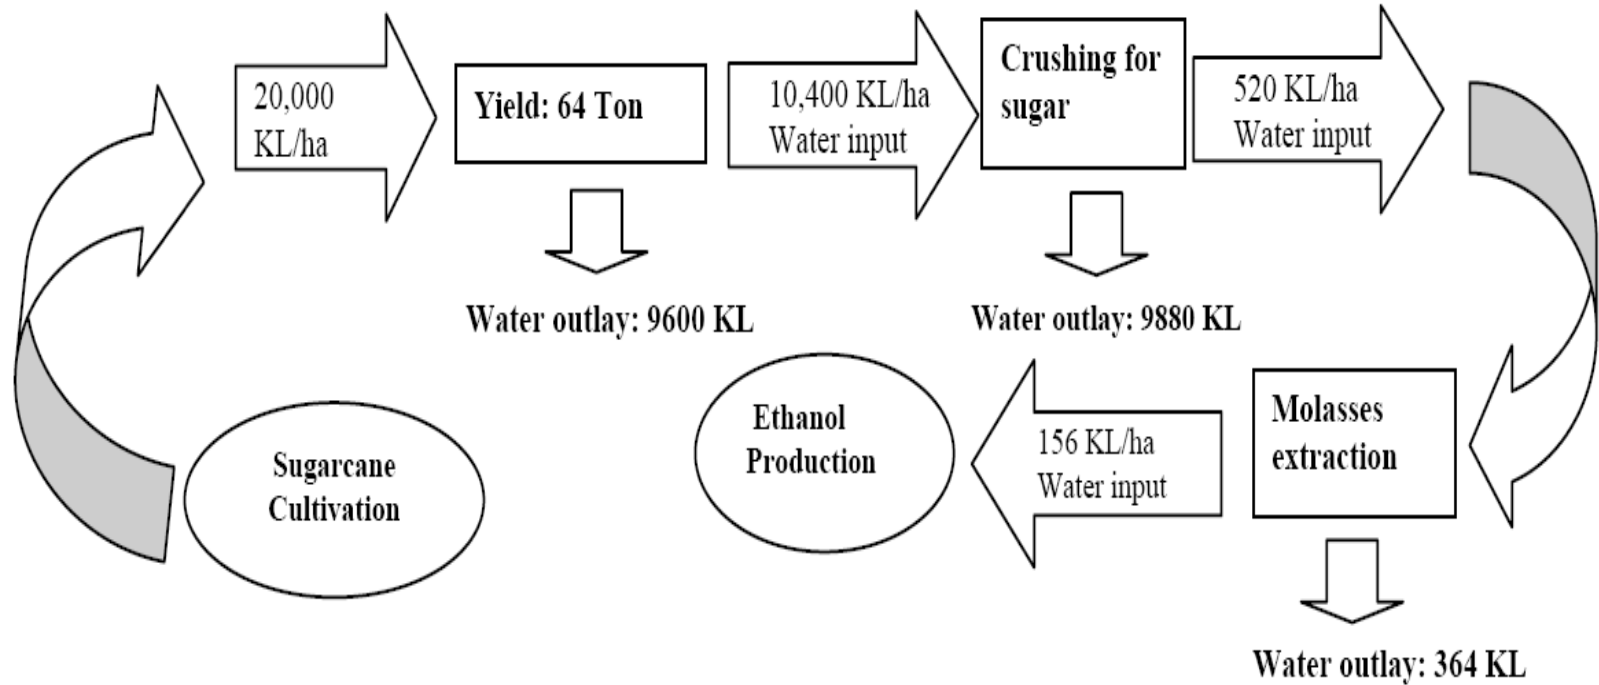 20,000
KL/ha
Yield: 64 Ton
10,400 KL/ha
Water input
Crushing for
sugar
520 KL/ha
Water input
Water outlay: 9600 KL
Water outlay: 9880 KL
Molasses
extraction
156 KL/ha
Water input
Ethanol
Production
Sugarcane
Cultivation
Water outlay: 364 KL